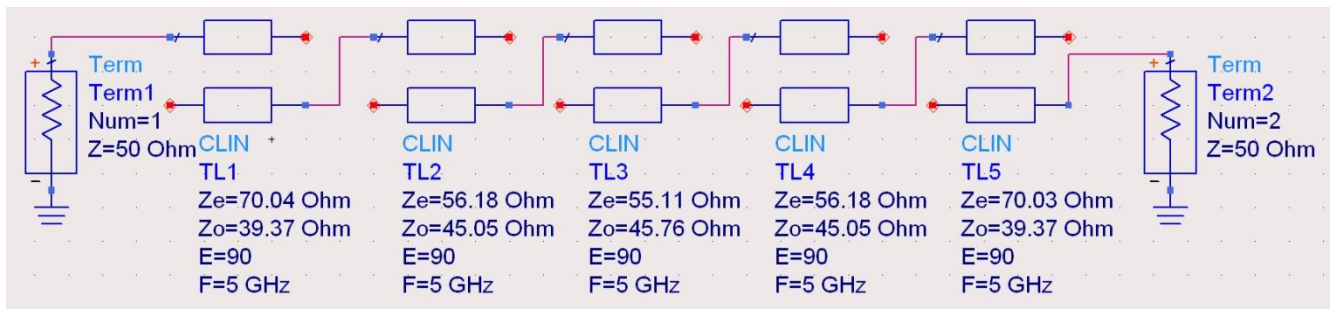 +
Term
Term1
Num=1
Z=50 Ohm
-
CLIN
TL1
Ze=70.04 Ohm
Zo=39.37 Ohm
E=90
F=5 GHz
CLIN
TL2
Ze=56.18 Ohm
Zo=45.05 Ohm
E=90
F=5 GHz
CLIN
TL3
Ze=55.11 Ohm
Zo=45.76 Ohm
E=90
F=5 GHz
CLIN
TL4
Ze=56.18 Ohm
Zo=45.05 Ohm
E=90
F=5 GHz
CLIN
TL5
Ze=70.03 Ohm
Zo=39.37 Ohm
E=90
F=5 GHz
+
Term
Term2
Num=2
Z=50 Ohm
-